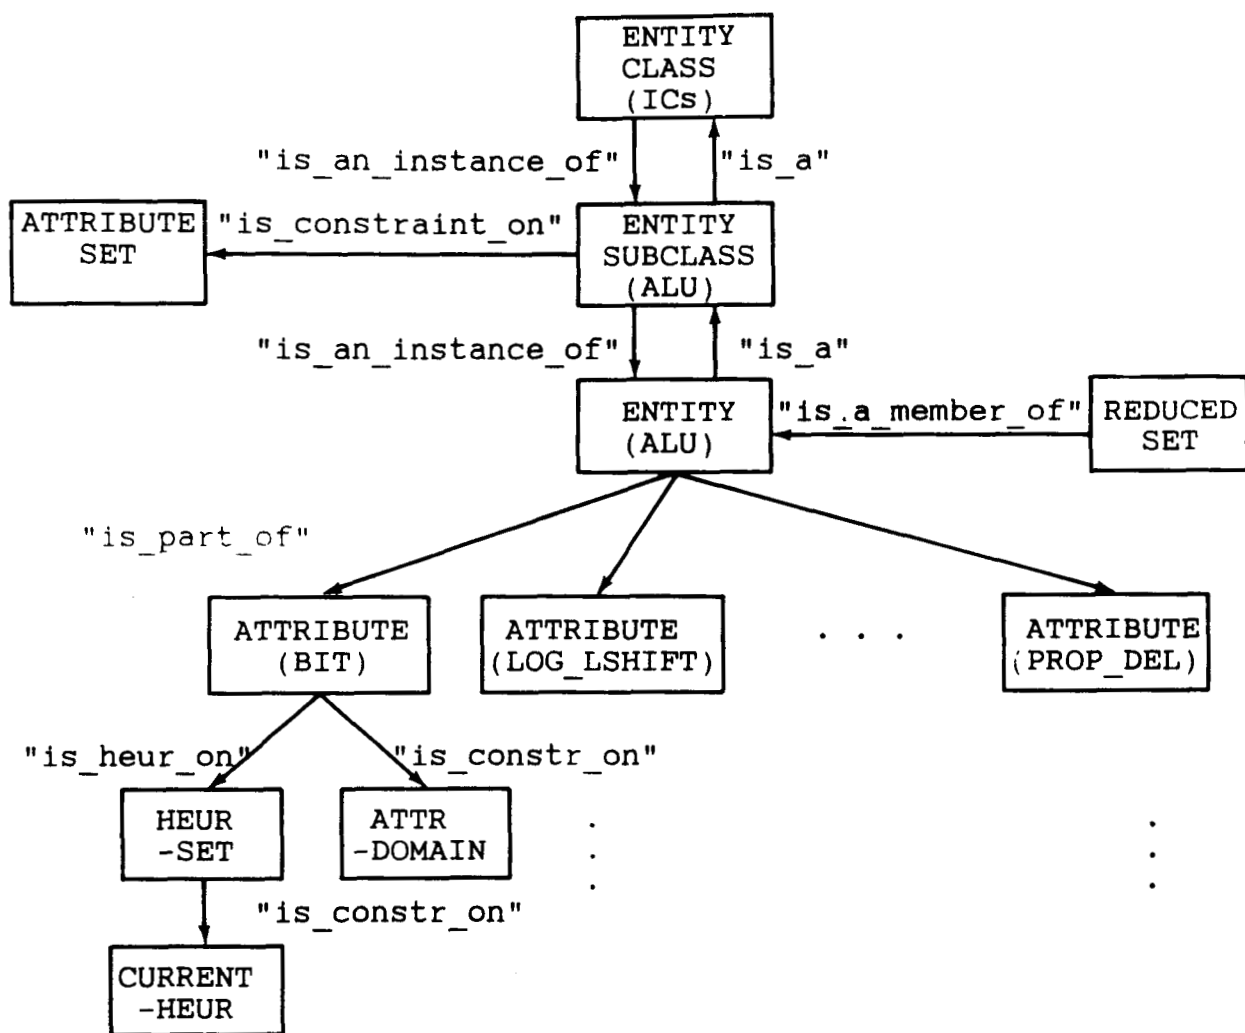 ENTITY
CLASS
(ICs)
"is_an_instance_of"
"is_a"
ATTRIBUTE
SET
"is_constraint_on"
ENTITY
SUBCLASS
(ALU)
"is_an_instance_of"
"is_a"
ENTITY
(ALU)
"is_a_member_of"
REDUCED
SET
"is_part_of"
ATTRIBUTE
(BIT)
ATTRIBUTE
(LOG_LSHIFT)
. . .
ATTRIBUTE
(PROP_DEL)
"is_heur_on"
"is_constr_on"
HEUR
-SET
ATTR
-DOMAIN
.
.
.
.
.
.
"is_constr_on"
CURRENT
-HEUR